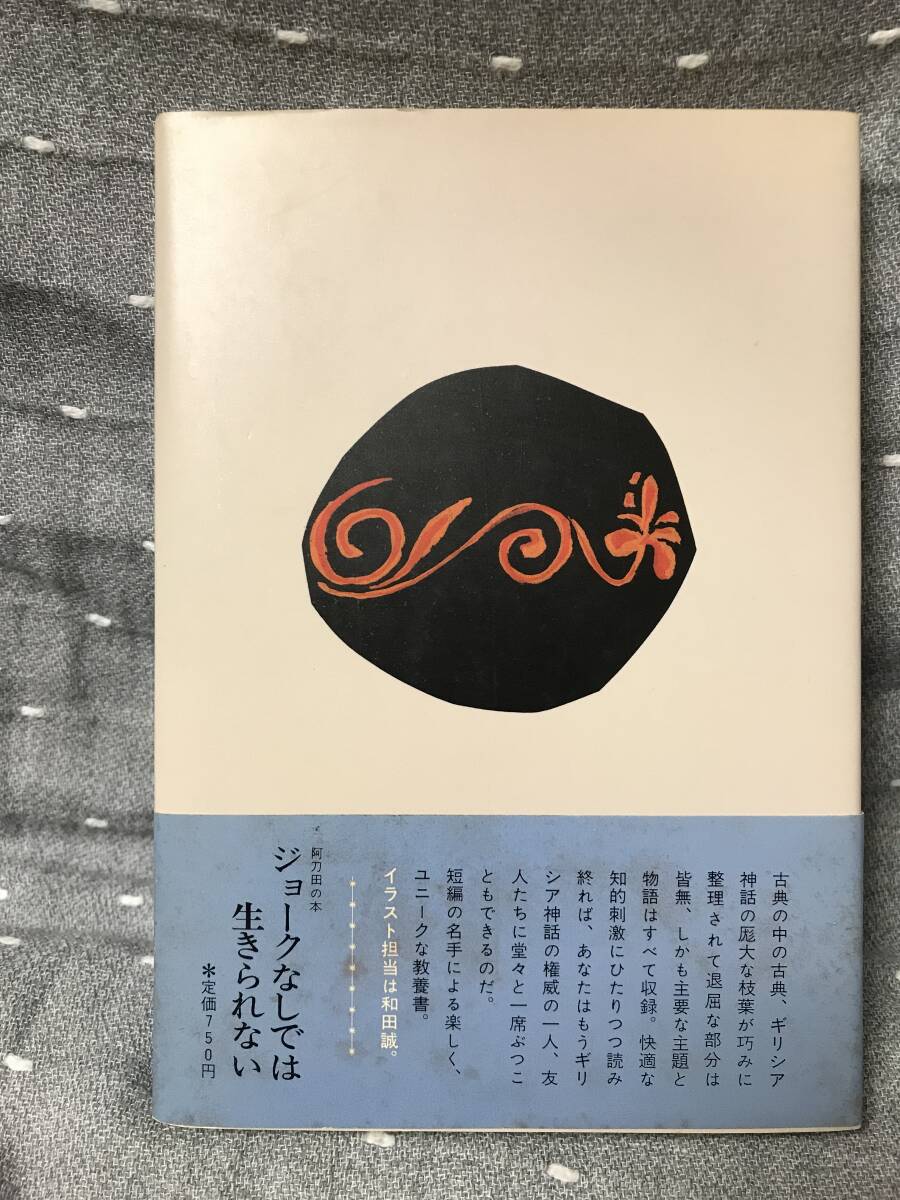 古典の中の古典、ギリシア
神話の厖大な枝葉が巧みに
整理されて退屈な部分は
皆無、しかも主要な主題と
物語はすべて収録。快適な
知的刺激にひたりつつ読み
終れば、あなたはもうギリ
シア神話の権威の一人、友
人たちに堂々と一席ぶつこ
ともできるのだ。
短編の名手による楽しく、
ユニークな教養書。
イラスト担当は和田誠。
阿刀田の本
ジョークなしでは
生きられない
＊定価750円